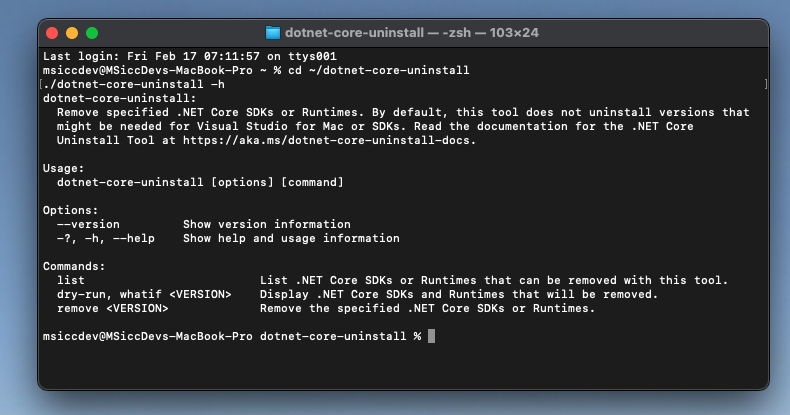 dotnet-core-uninstall — -zsh — 103×24
Last login: Fri Feb 17 07:11:57 on ttys001
msiccdev@MSiccDevs-MacBook-Pro ~ % cd ~/dotnet-core-uninstall
[./dotnet-core-uninstall -h ]
dotnet-core-uninstall:
  Remove specified .NET Core SDKs or Runtimes. By default, this tool does not uninstall versions that
  might be needed for Visual Studio for Mac or SDKs. Read the documentation for the .NET Core
  Uninstall Tool at https://aka.ms/dotnet-core-uninstall-docs.
Usage:
  dotnet-core-uninstall [options] [command]
Options:
  --version         Show version information
  -?, -h, --help    Show help and usage information
Commands:
  list                        List .NET Core SDKs or Runtimes that can be removed with this tool.
  dry-run, whatif <VERSION>    Display .NET Core SDKs and Runtimes that will be removed.
  remove <VERSION>            Remove the specified .NET Core SDKs or Runtimes.
msiccdev@MSiccDevs-MacBook-Pro dotnet-core-uninstall %